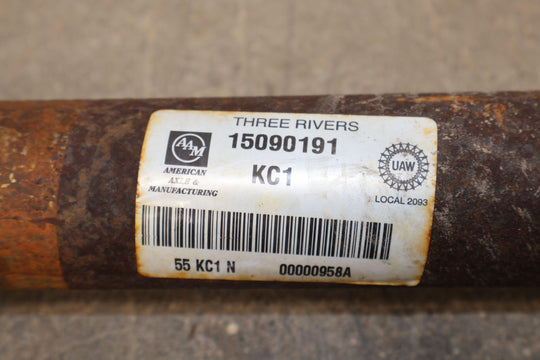 THREE RIVERS
15090191
AAM
AMERICAN
AXLE &
MANUFACTURING
KC1
UAW
LOCAL 2093
55 KC1 N
00000958A